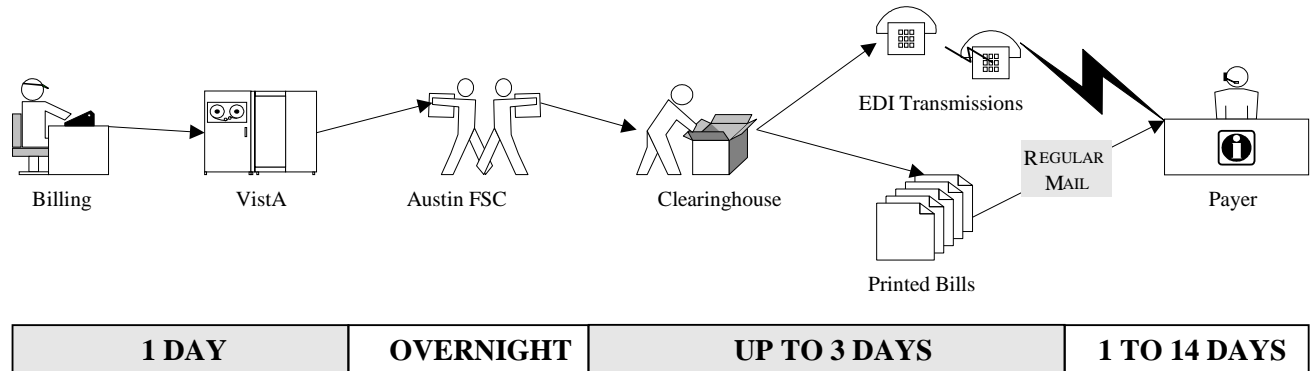 EDI Transmissions
REGULAR
MAIL
Billing
VistA
Austin FSC
Clearinghouse
Payer
Printed Bills
1 DAY
OVERNIGHT
UP TO 3 DAYS
1 TO 14 DAYS